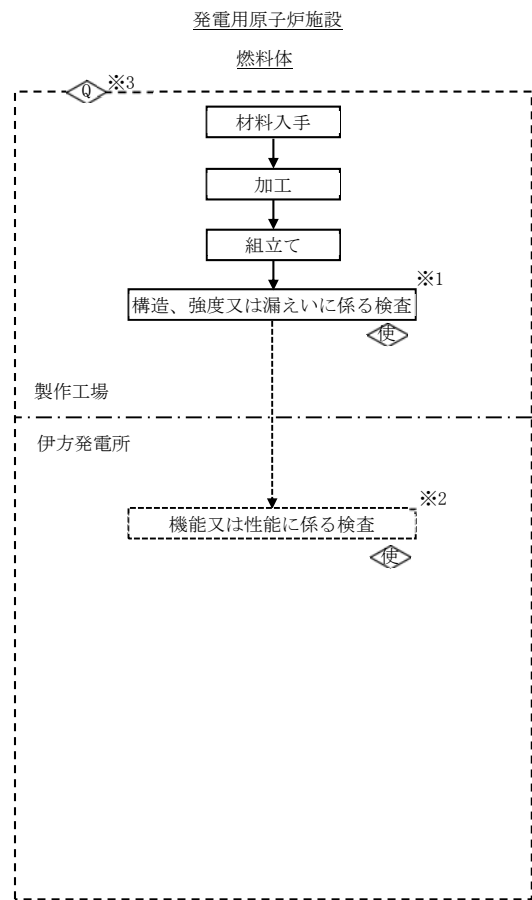 発電用原子炉施設
燃料体
Q ※3
材料入手
加工
組立て
※1
構造、強度又は漏えいに係る検査
使
製作工場
伊方発電所
※2
機能又は性能に係る検査
使